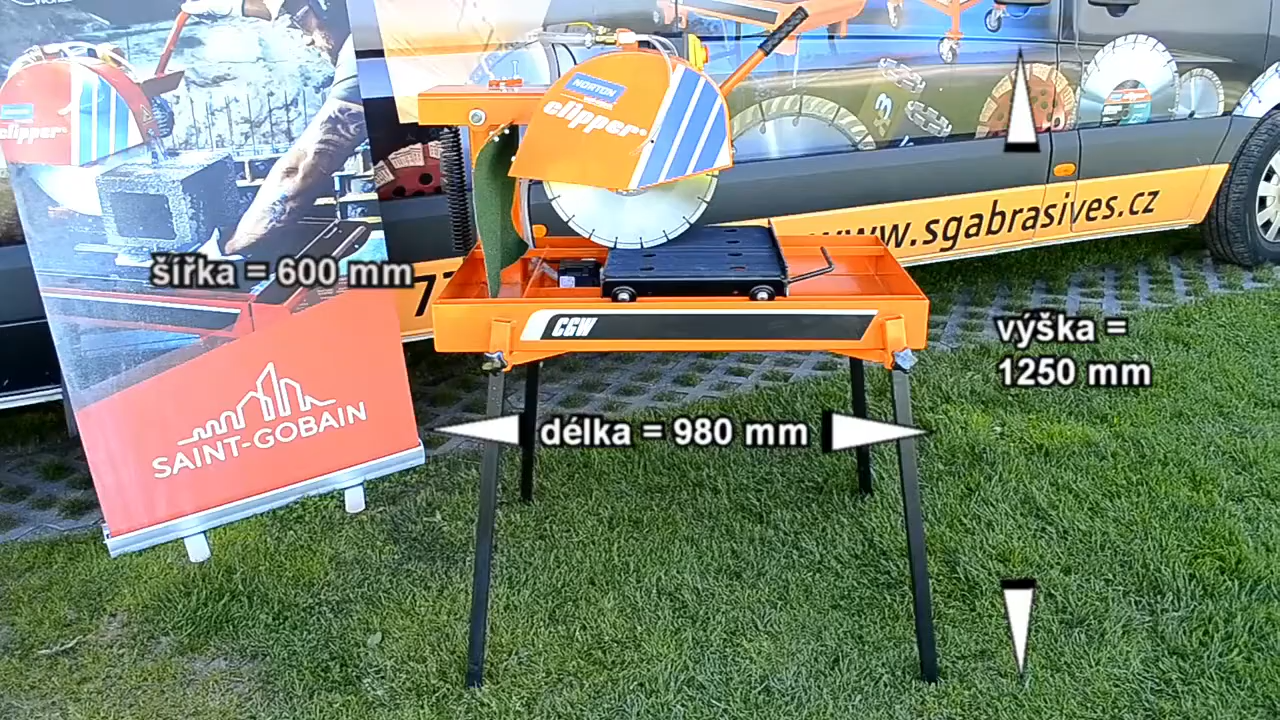 NORTON
clipper
clipper
šířka = 600 mm
www.sgabrasives.cz
CGW
výška =
1250 mm
délka = 980 mm
SAINT-GOBAIN